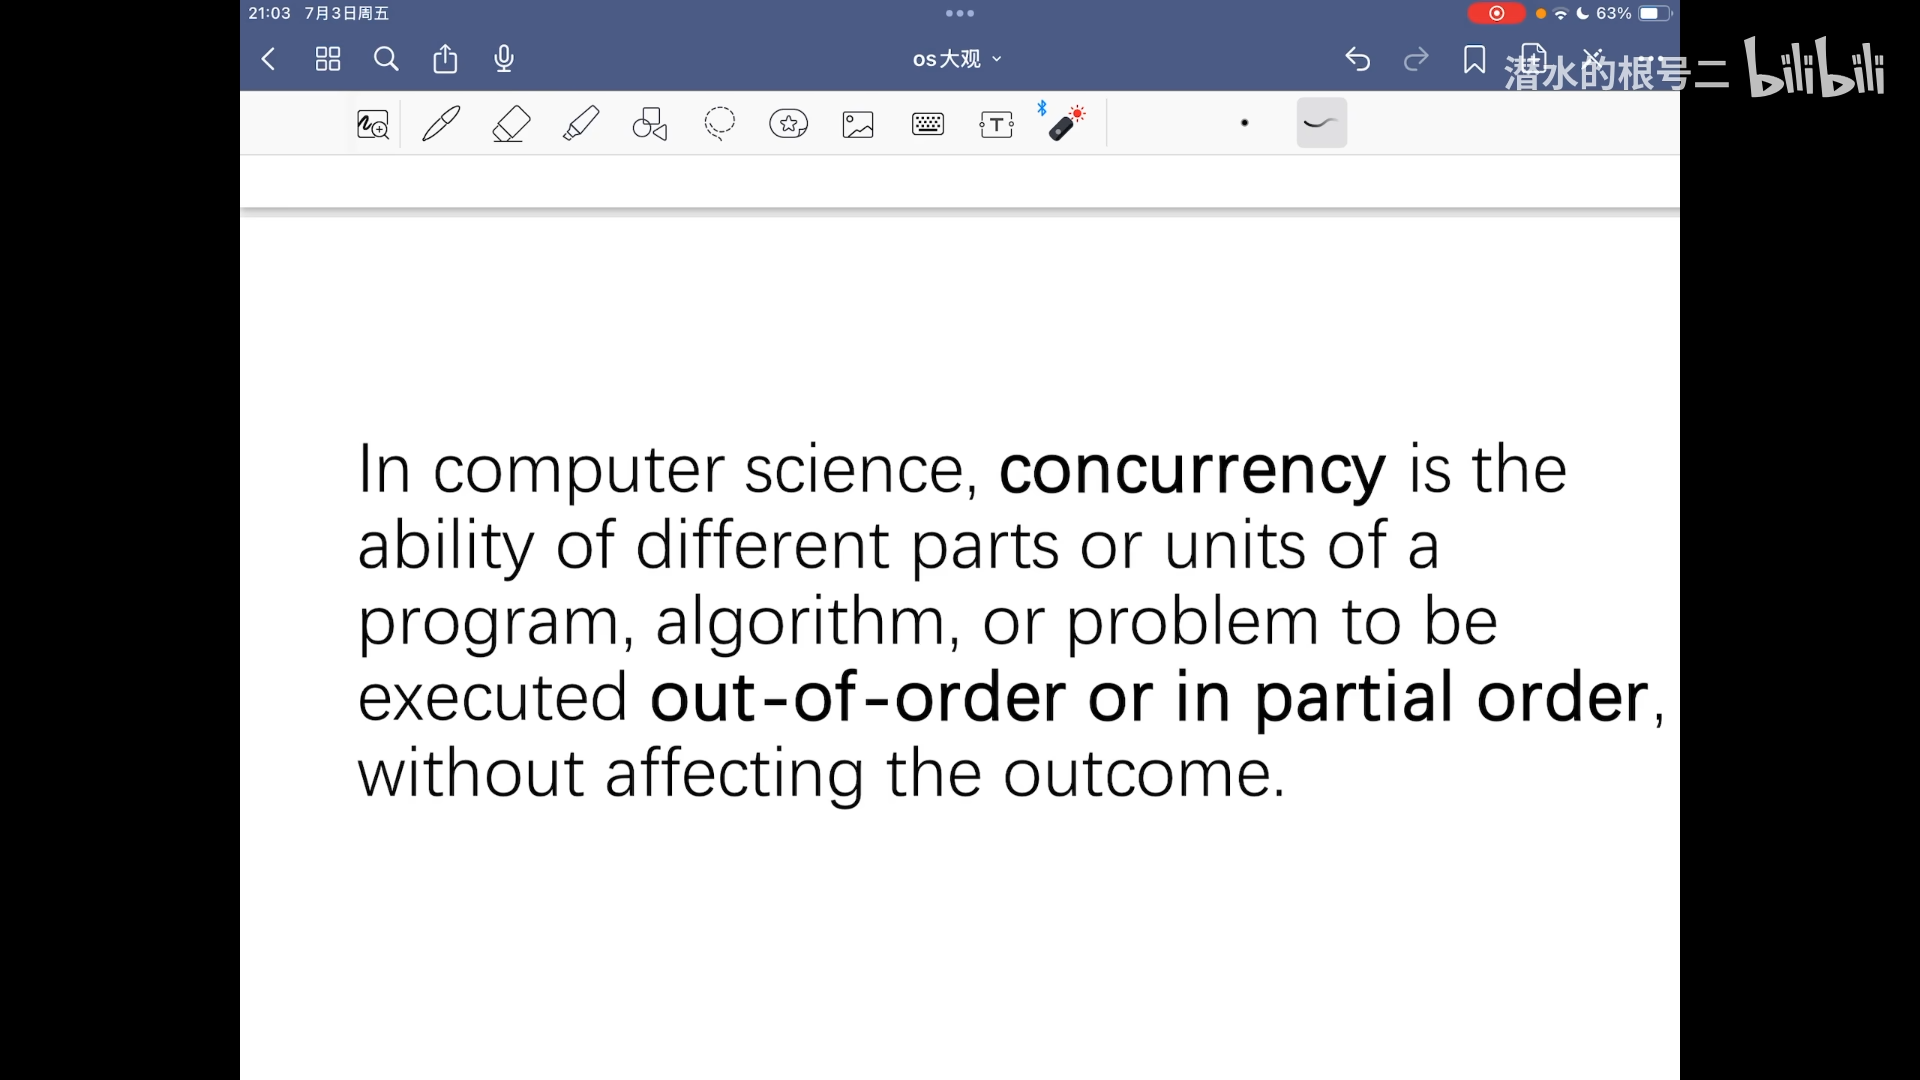 21:03 7月3日周五
63%
os大观
潜水的根号二 bilibili
T
In computer science, concurrency is the
ability of different parts or units of a
program, algorithm, or problem to be
executed out-of-order or in partial order,
without affecting the outcome.